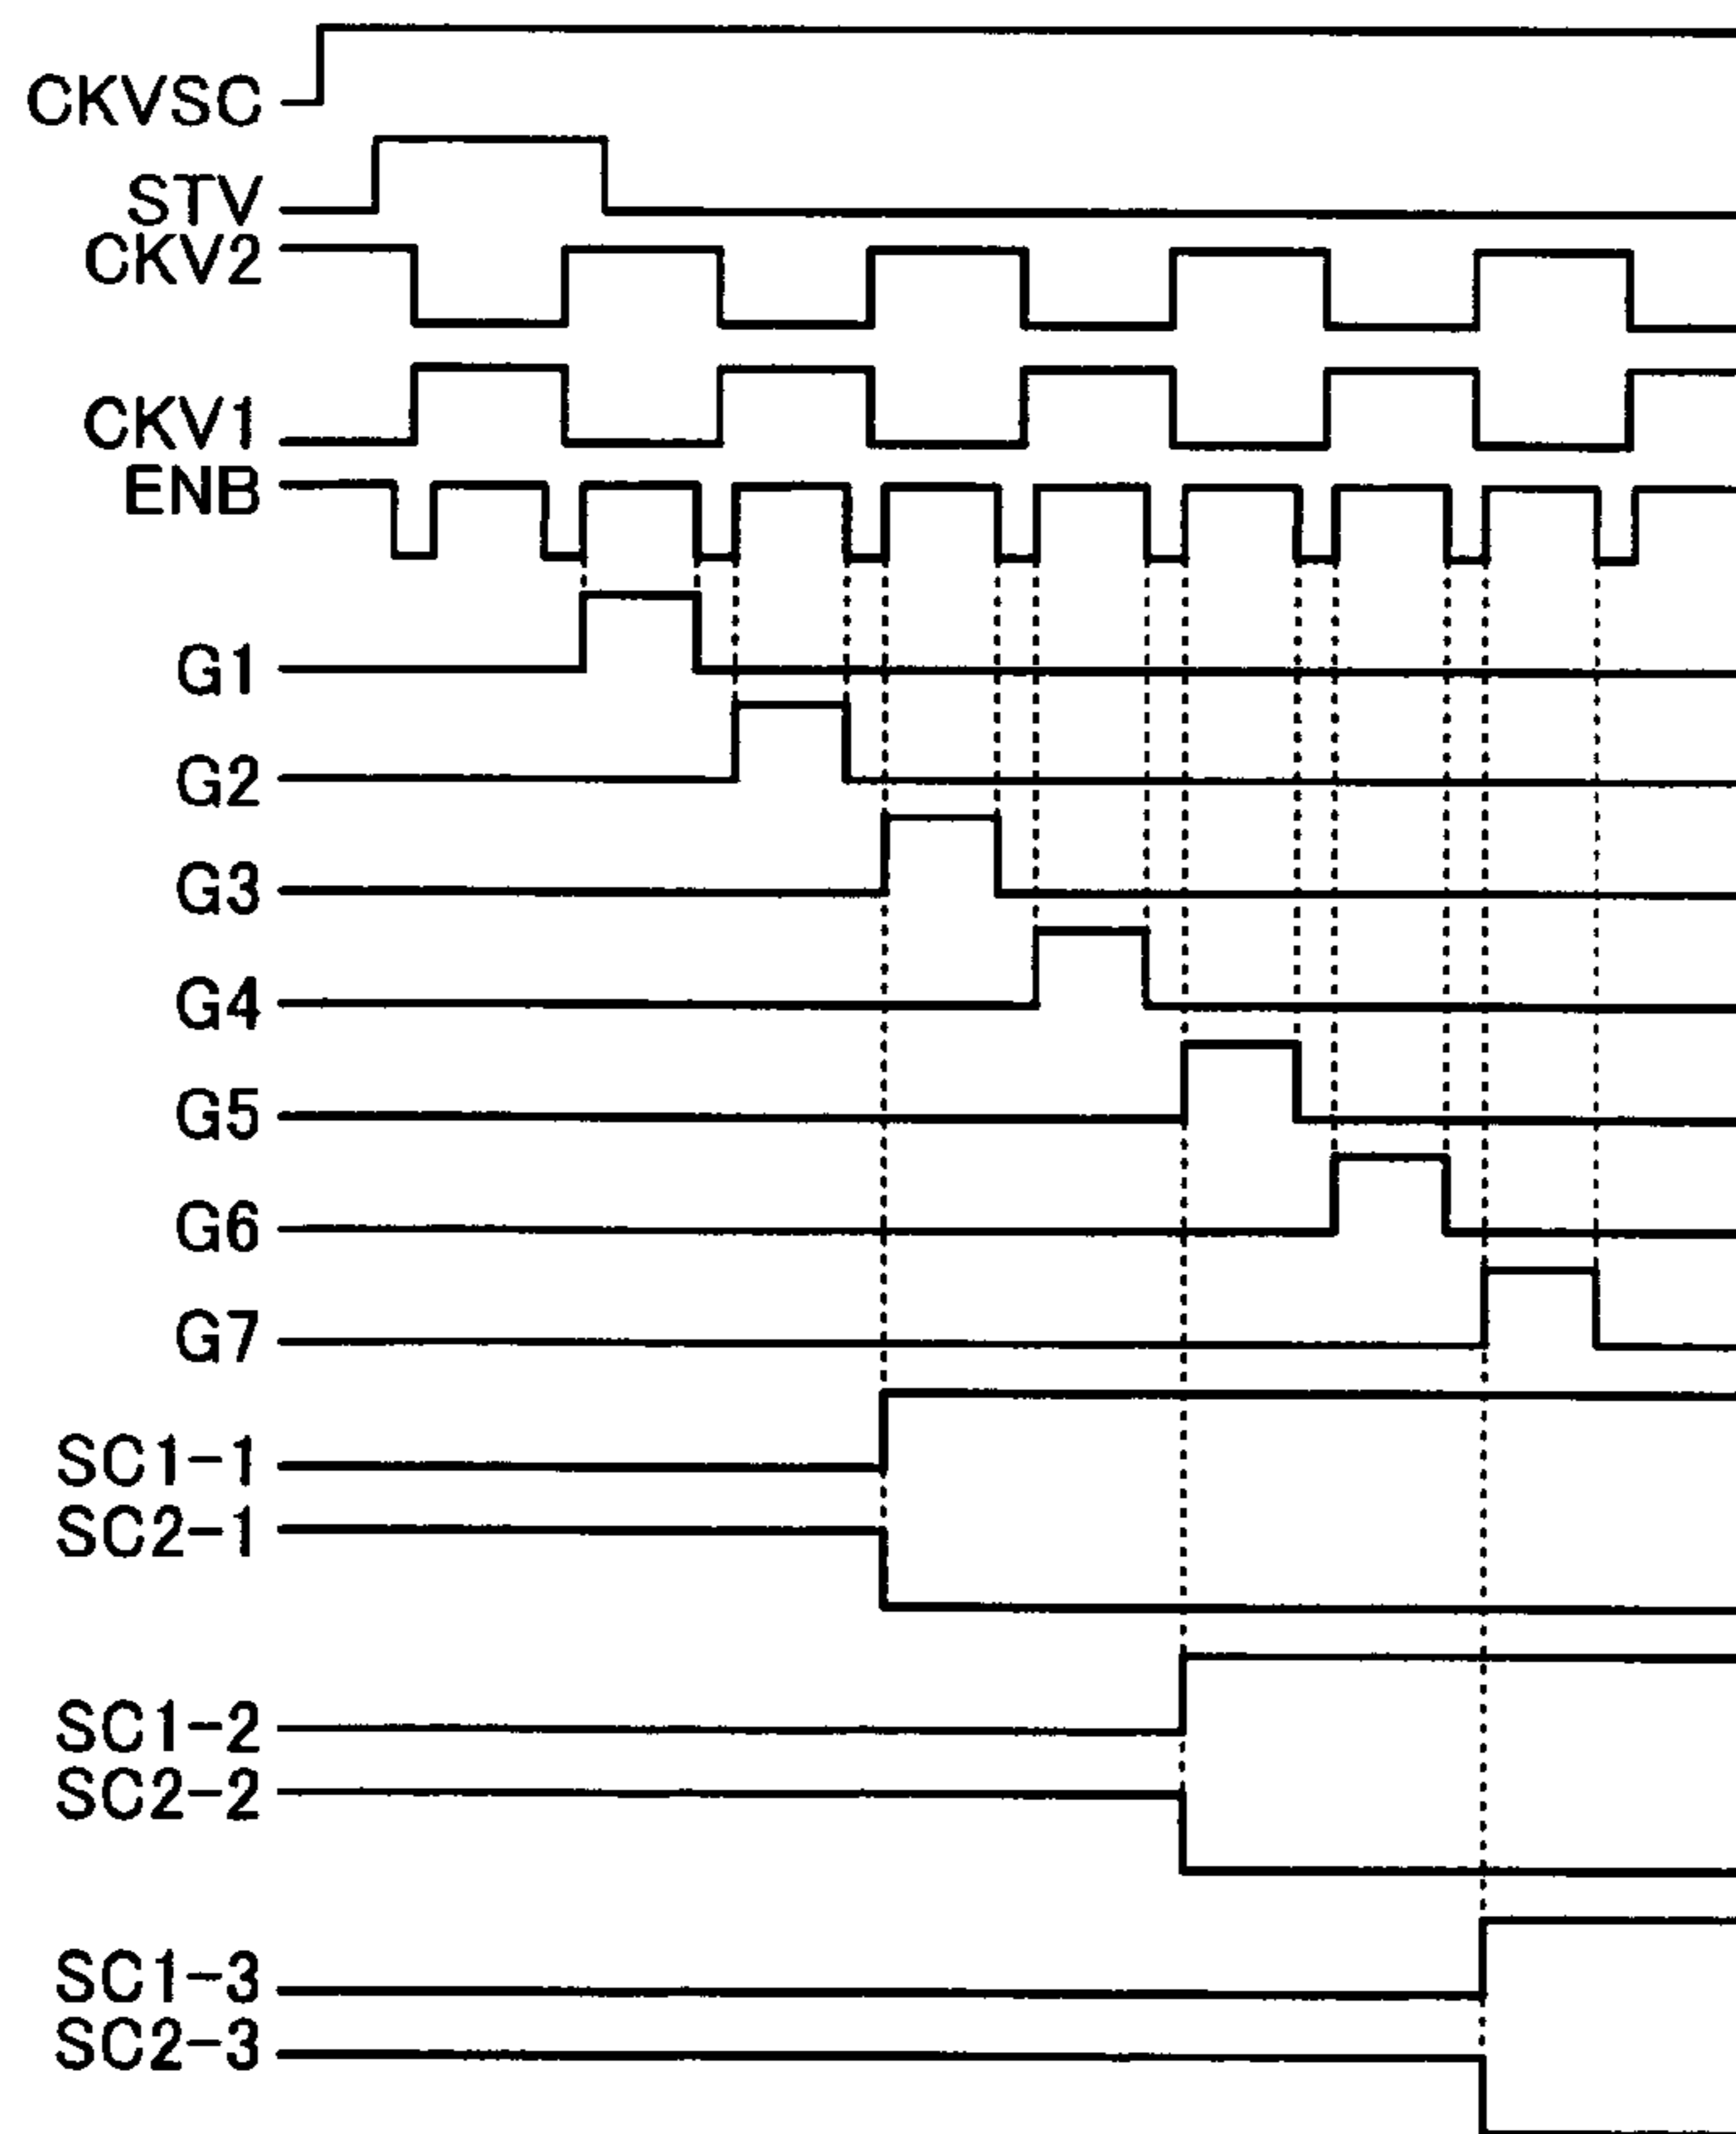 CKVSC
STV
CKV2
CKV1
ENB
G1
G2
G3
G4
G5
G6
G7
SC1-1
SC2-1
SC1-2
SC2-2
SC1-3
SC2-3